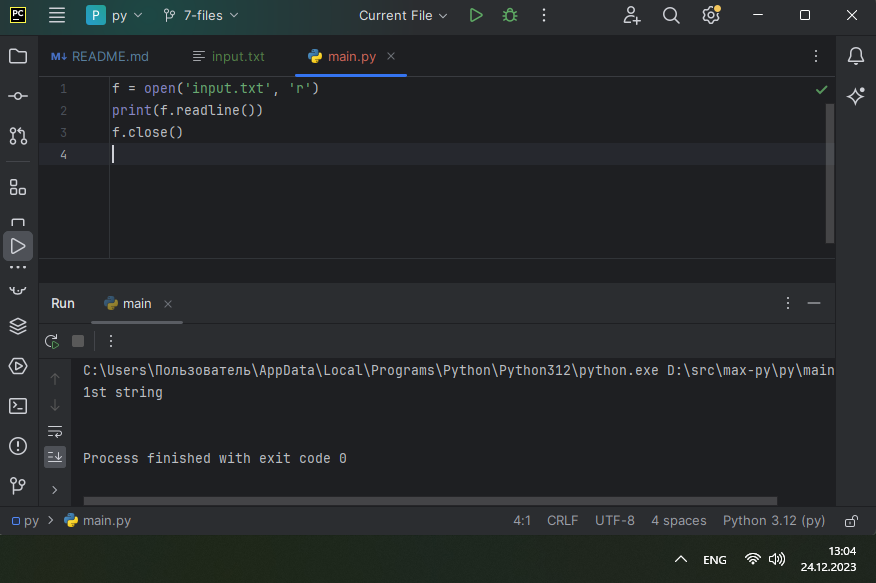 PC P py 7-files Current File
M↓ README.md input.txt main.py
1 f = open('input.txt', 'r')
2 print(f.readline())
3 f.close()
4
Run main
C:\Users\Пользователь\AppData\Local\Programs\Python\Python312\python.exe D:\src\max-py\py\main
1st string
Process finished with exit code 0
py main.py 4:1 CRLF UTF-8 4 spaces Python 3.12 (py)
ENG 13:04
24.12.2023